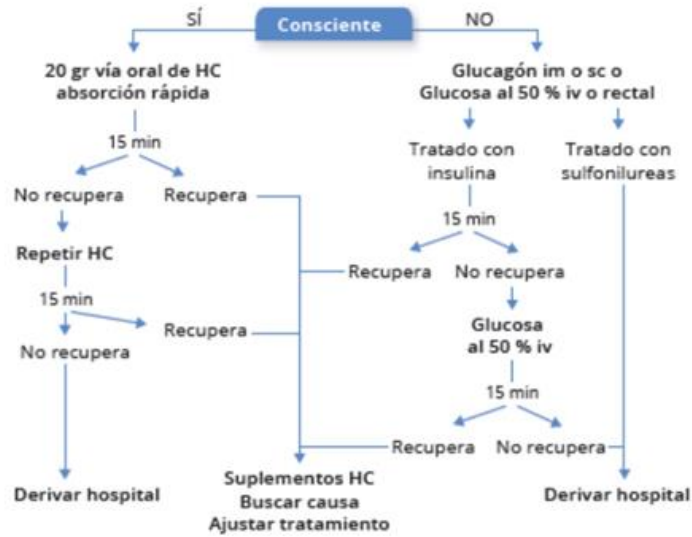 SÍ
Consciente
NO
20 gr vía oral de HC
absorción rápida
Glucagón im o sc o
Glucosa al 50 % iv o rectal
15 min
Tratado con
insulina
Tratado con
sulfonilureas
No recupera
Recupera
15 min
Repetir HC
Recupera
No recupera
15 min
Recupera
Glucosa
al 50 % iv
No recupera
15 min
Recupera
No recupera
Derivar hospital
Suplementos HC
Buscar causa
Ajustar tratamiento
Derivar hospital